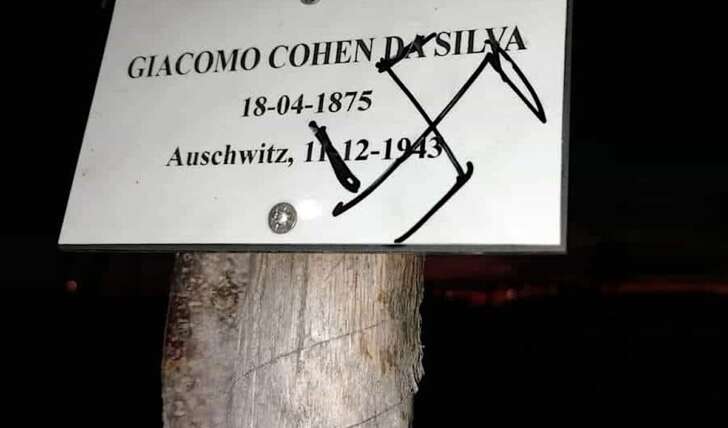 GIACOMO COHEN DA SILVA
18-04-1875
Auschwitz, 11-12-1943